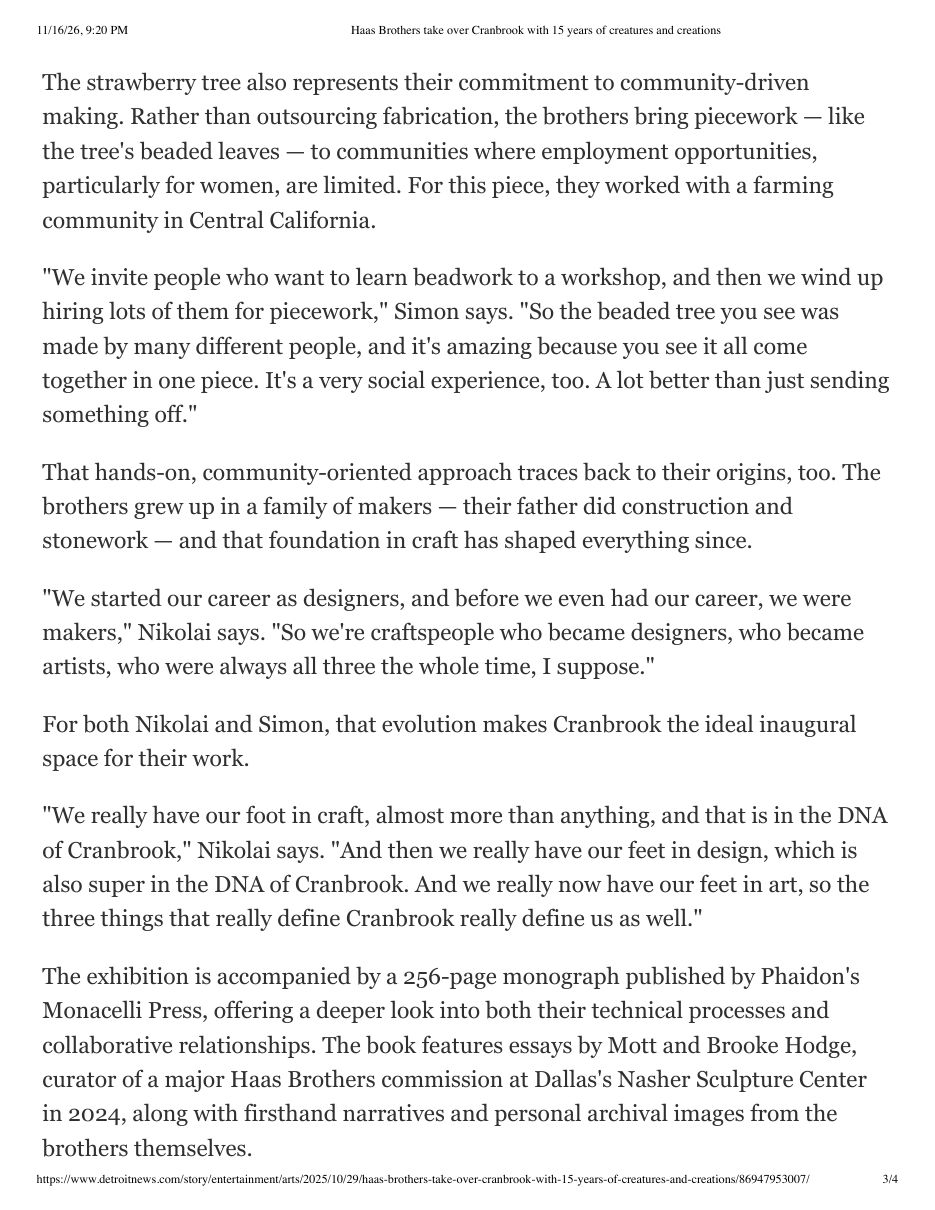 11/16/26, 9:20 PM
Haas Brothers take over Cranbrook with 15 years of creatures and creations
The strawberry tree also represents their commitment to community-driven
making. Rather than outsourcing fabrication, the brothers bring piecework — like
the tree's beaded leaves — to communities where employment opportunities,
particularly for women, are limited. For this piece, they worked with a farming
community in Central California.
"We invite people who want to learn beadwork to a workshop, and then we wind up
hiring lots of them for piecework," Simon says. "So the beaded tree you see was
made by many different people, and it's amazing because you see it all come
together in one piece. It's a very social experience, too. A lot better than just sending
something off."
That hands-on, community-oriented approach traces back to their origins, too. The
brothers grew up in a family of makers — their father did construction and
stonework — and that foundation in craft has shaped everything since.
"We started our career as designers, and before we even had our career, we were
makers," Nikolai says. "So we're craftspeople who became designers, who became
artists, who were always all three the whole time, I suppose."
For both Nikolai and Simon, that evolution makes Cranbrook the ideal inaugural
space for their work.
"We really have our foot in craft, almost more than anything, and that is in the DNA
of Cranbrook," Nikolai says. "And then we really have our feet in design, which is
also super in the DNA of Cranbrook. And we really now have our feet in art, so the
three things that really define Cranbrook really define us as well."
The exhibition is accompanied by a 256-page monograph published by Phaidon's
Monacelli Press, offering a deeper look into both their technical processes and
collaborative relationships. The book features essays by Mott and Brooke Hodge,
curator of a major Haas Brothers commission at Dallas's Nasher Sculpture Center
in 2024, along with firsthand narratives and personal archival images from the
brothers themselves.
https://www.detroitnews.com/story/entertainment/arts/2025/10/29/haas-brothers-take-over-cranbrook-with-15-years-of-creatures-and-creations/86947953007/
3/4